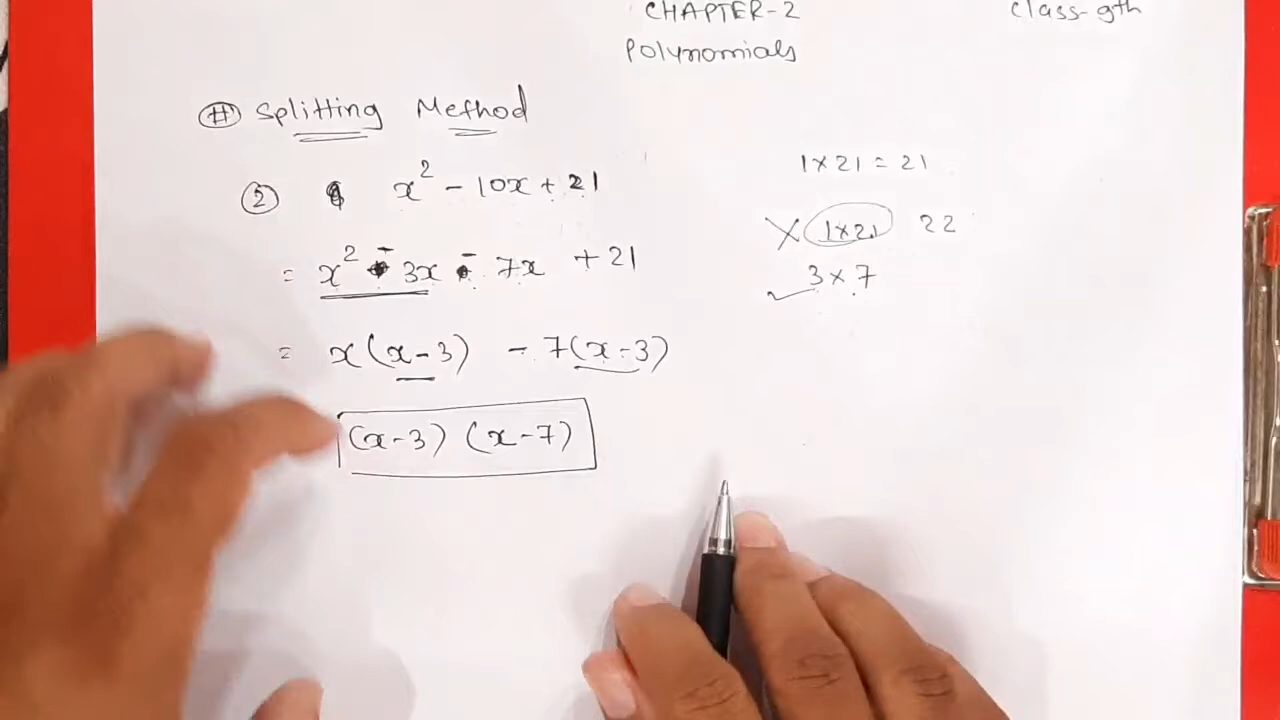 CHAPTER-2
Class-9th
Polynomials
# Splitting Method
② x² - 10x + 21
= x² - 3x - 7x + 21
= x(x-3) - 7(x-3)
(x-3) (x-7)
1×21 = 21
× 1×21 22
✓ 3×7